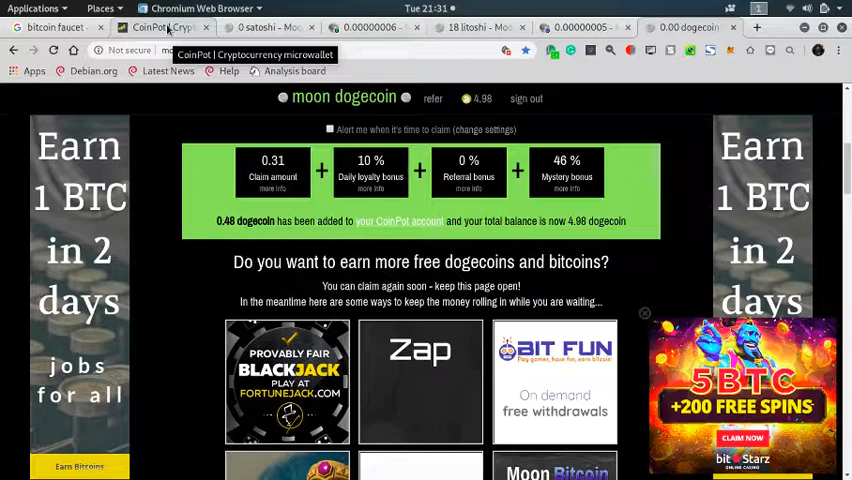 Applications
Places
Chromium Web Browser
Tue 21:31
1
bitcoin faucet -
CoinPot | Crypt
0 satoshi - Moo
0.00000006 -
18 litoshi - Moo
0.00000005 -
0.00 dogecoin
Not secure
CoinPot | Cryptocurrency microwallet
Apps
Debian.org
Latest News
Help
Analysis board
moon dogecoin
refer
4.98
sign out
Alert me when it's time to claim (change settings)
0.31
Claim amount
more info
+
10 %
Daily loyalty bonus
more info
+
0 %
Referral bonus
more info
+
46 %
Mystery bonus
more info
0.48 dogecoin has been added to your CoinPot account and your total balance is now 4.98 dogecoin
Do you want to earn more free dogecoins and bitcoins?
You can claim again soon - keep this page open!
In the meantime here are some ways to keep the money rolling in while you are waiting...
Earn
1 BTC
in 2
days
jobs
for all
Earn Bitcoins
PROVABLY FAIR
BLACKJACK
PLAY AT
FORTUNEJACK.COM
Zap
BIT FUN
Play games, have fun, earn bitcoin!
On demand
free withdrawals
Moon Bitcoin
Earn
1 BTC
in 2
days
5BTC
+200 FREE SPINS
CLAIM NOW
bitStarz
ONLINE CASINO